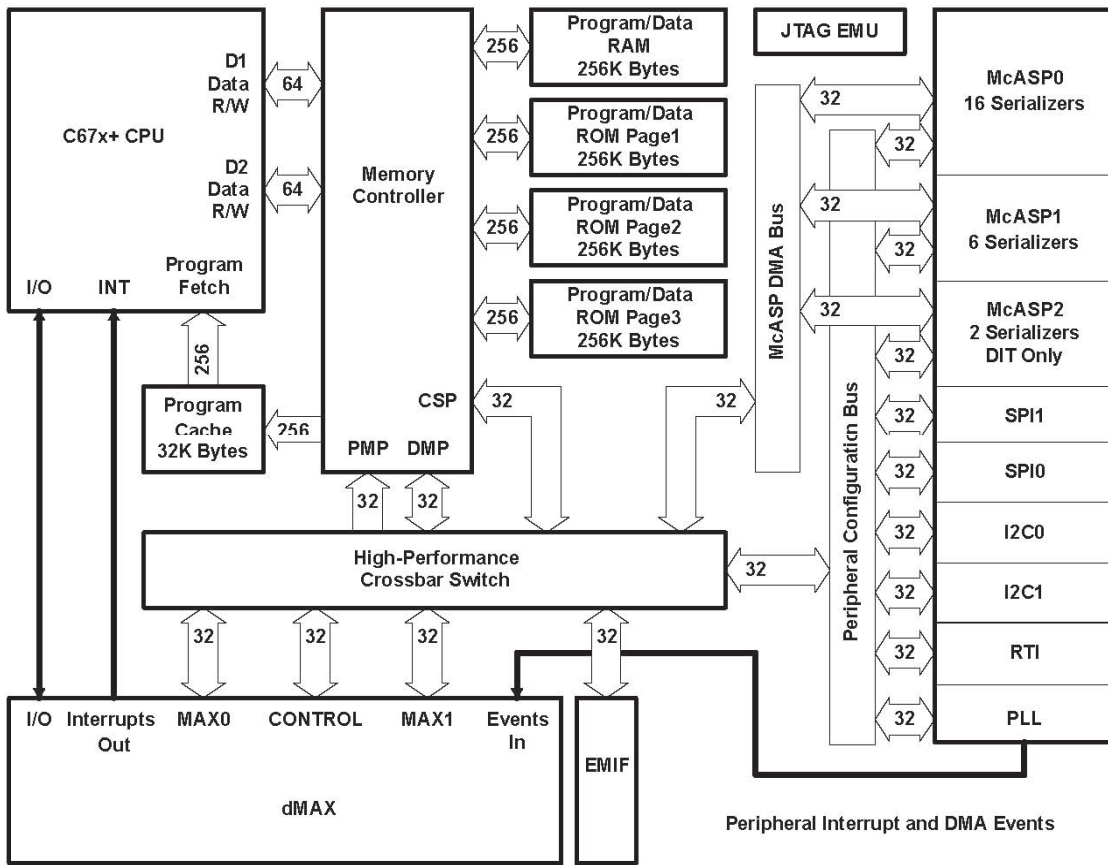 C67x+ CPU
D1
Data
R/W
D2
Data
R/W
Program
Fetch
I/O
INT
64
64
Memory
Controller
CSP
PMP
DMP
256
Program/Data
RAM
256K Bytes
256
Program/Data
ROM Page1
256K Bytes
256
Program/Data
ROM Page2
256K Bytes
256
Program/Data
ROM Page3
256K Bytes
256
Program
Cache
32K Bytes
256
32
32
32
32
High-Performance
Crossbar Switch
32
32
32
32
32
I/O
Interrupts
Out
MAX0
CONTROL
MAX1
Events
In
dMAX
EMIF
JTAG EMU
McASP DMA Bus
Peripheral Configuration Bus
32
32
32
32
32
32
32
32
32
32
32
32
McASP0
16 Serializers
McASP1
6 Serializers
McASP2
2 Serializers
DIT Only
SPI1
SPI0
I2C0
I2C1
RTI
PLL
Peripheral Interrupt and DMA Events